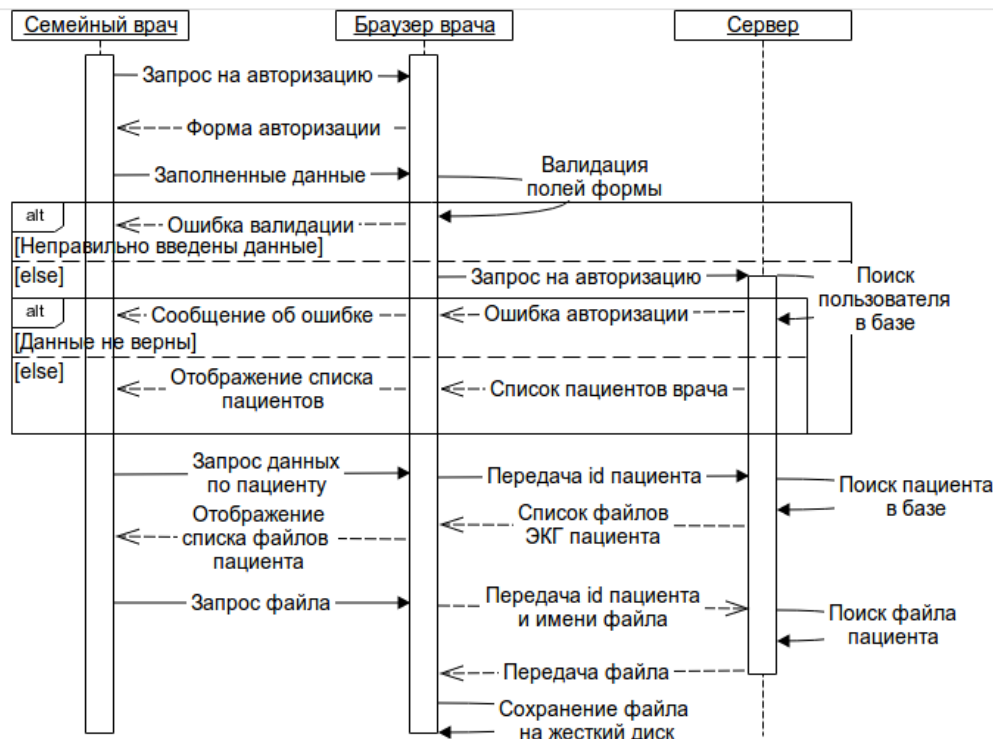 Семейный врач
Браузер врача
Сервер
Запрос на авторизацию
Форма авторизации
Заполненные данные
Валидация
полей формы
alt
Ошибка валидации
[Неправильно введены данные]
[else]
Запрос на авторизацию
Поиск
пользователя
в базе
alt
Сообщение об ошибке
Ошибка авторизации
[Данные не верны]
[else]
Отображение списка
пациентов
Список пациентов врача
Запрос данных
по пациенту
Передача id пациента
Поиск пациента
в базе
Отображение
списка файлов
пациента
Список файлов
ЭКГ пациента
Запрос файла
Передача id пациента
и имени файла
Поиск файла
пациента
Передача файла
Сохранение файла
на жесткий диск